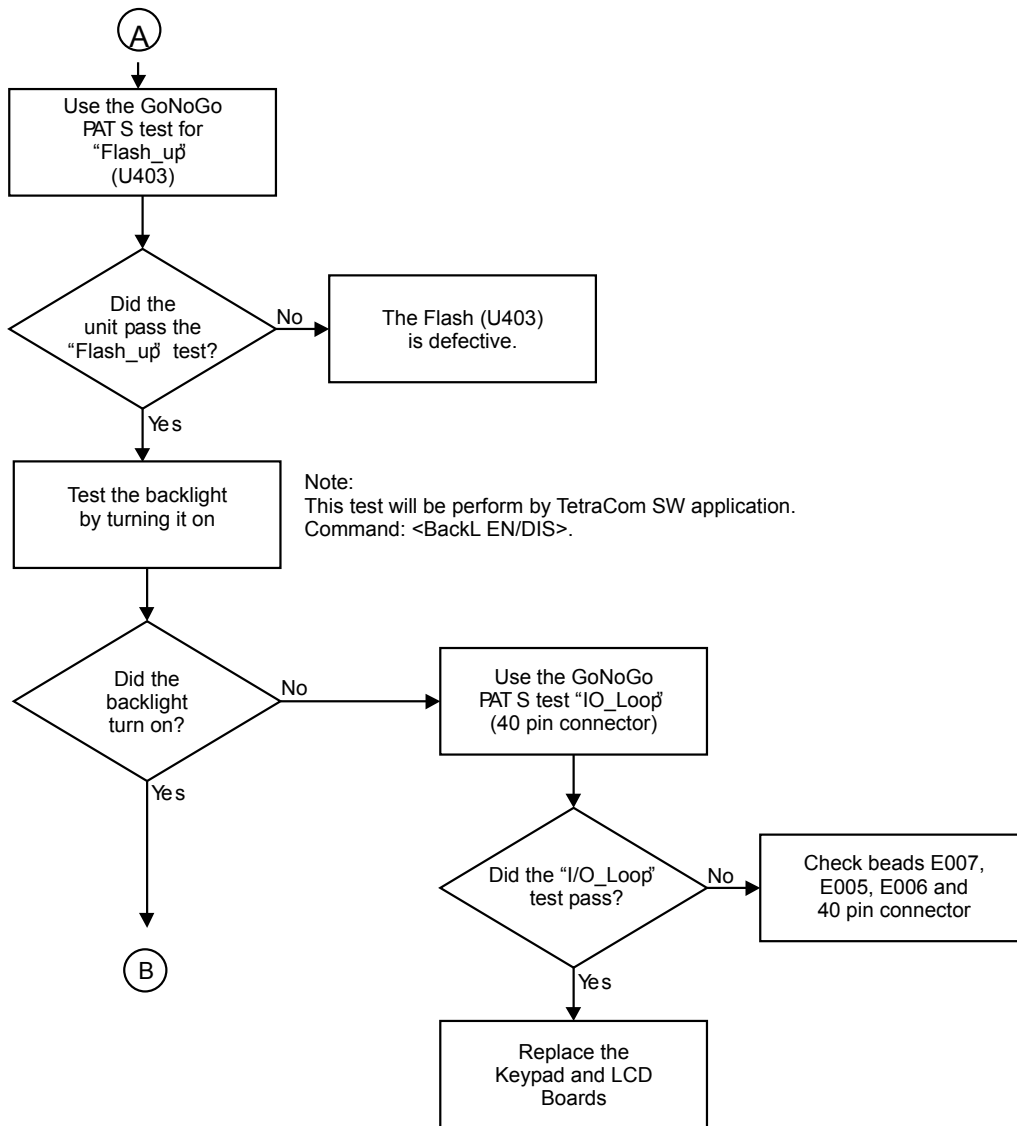 A
Use the GoNoGo
PAT S test for
“Flash_up”
(U403)
Did the
unit pass the
“Flash_up” test?
No
The Flash (U403)
is defective.
Yes
Test the backlight
by turning it on
Note:
This test will be perform by TetraCom SW application.
Command: <BackL EN/DIS>.
Did the
backlight
turn on?
No
Use the GoNoGo
PAT S test “IO_Loop”
(40 pin connector)
Yes
Did the “I/O_Loop”
test pass?
No
Check beads E007,
E005, E006 and
40 pin connector
B
Yes
Replace the
Keypad and LCD
Boards